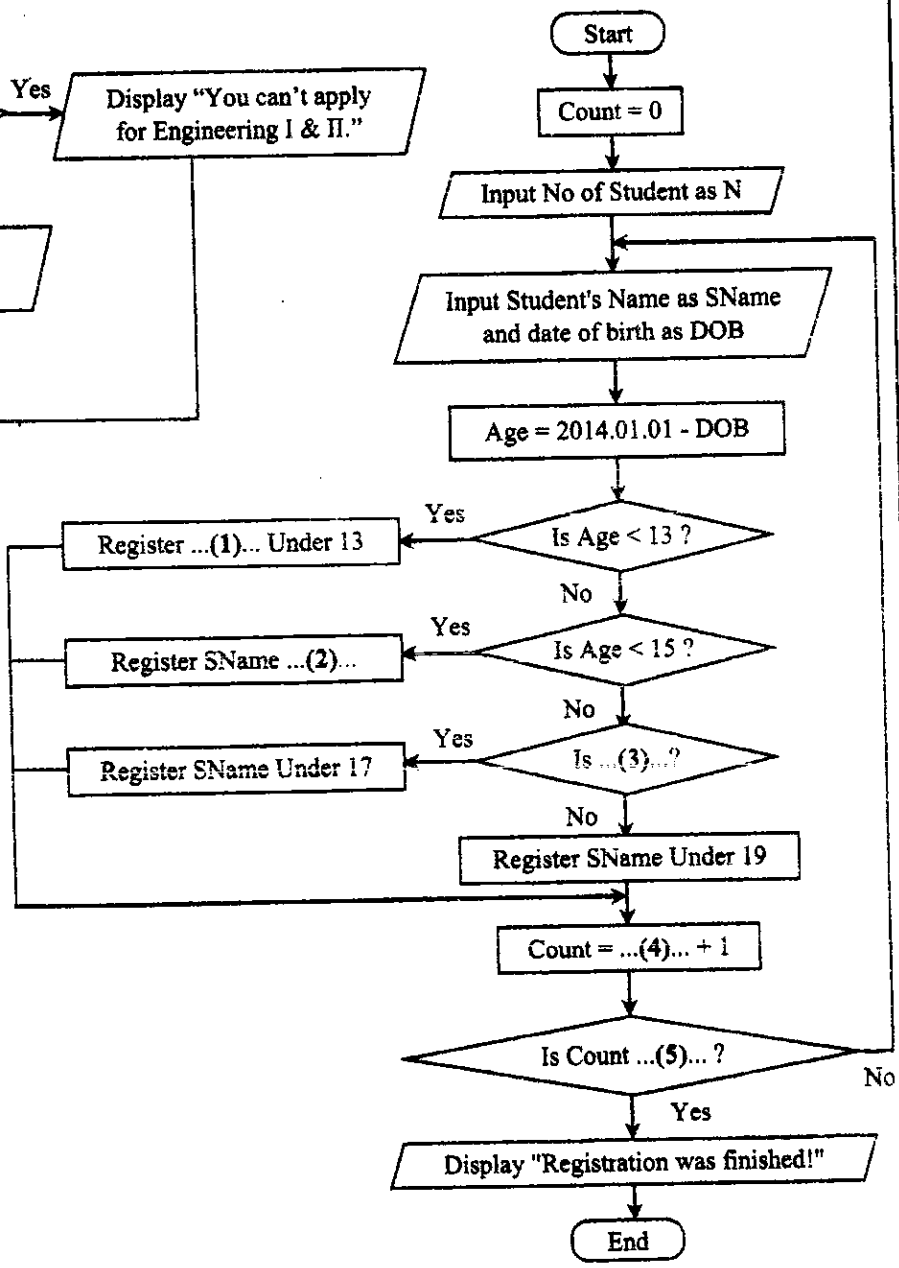 Yes
Display “You can’t apply
for Engineering I & II.”
Start
Count = 0
Input No of Student as N
Input Student's Name as SName
and date of birth as DOB
Age = 2014.01.01 - DOB
Is Age < 13 ?
Yes
Register ...(1)... Under 13
No
Is Age < 15 ?
Yes
Register SName ...(2)...
No
Is ...(3)...?
Yes
Register SName Under 17
No
Register SName Under 19
Count = ...(4)... + 1
Is Count ...(5)... ?
No
Yes
Display "Registration was finished!"
End